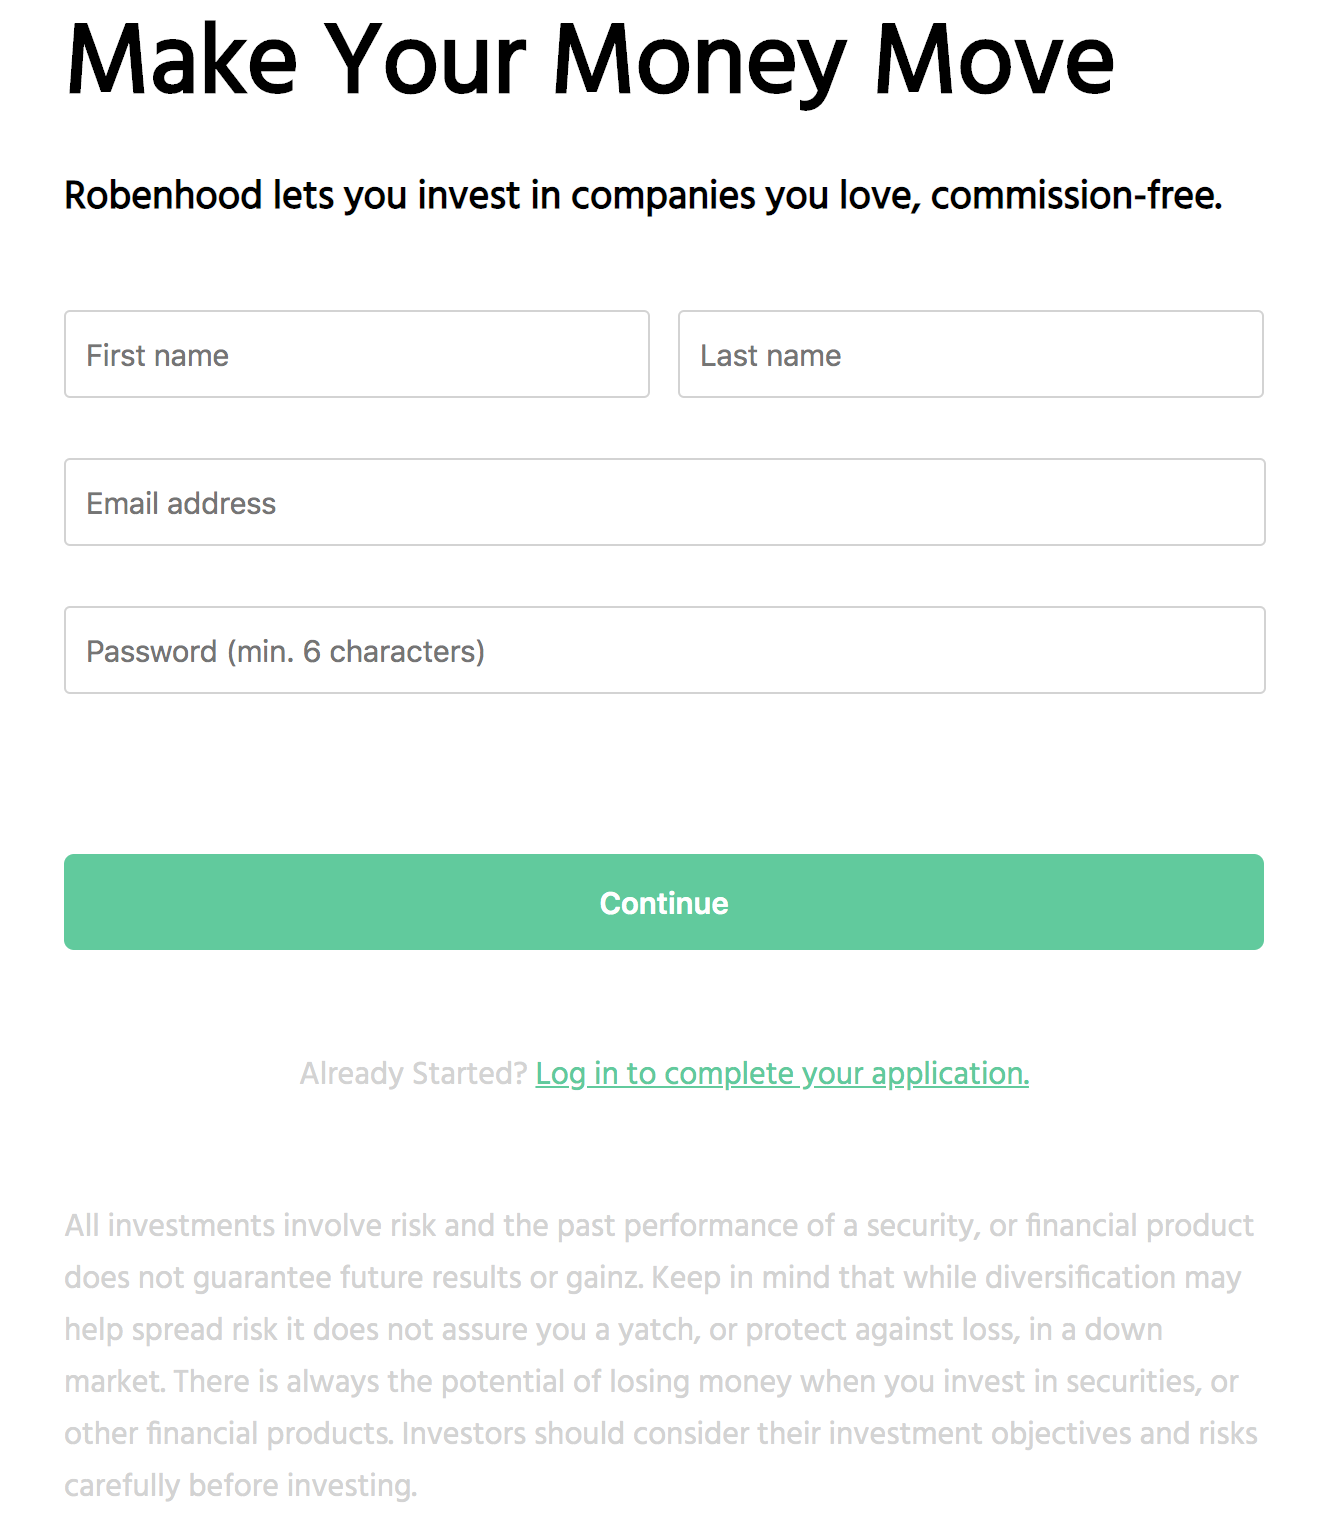 Make Your Money Move
Robenhood lets you invest in companies you love, commission-free.
First name
Last name
Email address
Password (min. 6 characters)
Continue
Already Started? Log in to complete your application.
All investments involve risk and the past performance of a security, or financial product
does not guarantee future results or gainz. Keep in mind that while diversification may
help spread risk it does not assure you a yatch, or protect against loss, in a down
market. There is always the potential of losing money when you invest in securities, or
other financial products. Investors should consider their investment objectives and risks
carefully before investing.